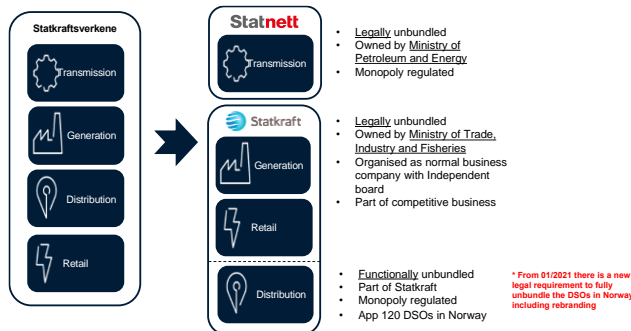 Statkraftsverkene
Transmission
Generation
Distribution
Retail
Statnett
Transmission
• Legally unbundled
• Owned by Ministry of
Petroleum and Energy
• Monopoly regulated
Statkraft
Generation
Retail
Distribution
• Legally unbundled
• Owned by Ministry of Trade,
Industry and Fisheries
• Organised as normal business
company with Independent
board
• Part of competitive business
• Functionally unbundled
• Part of Statkraft
• Monopoly regulated
• App 120 DSOs in Norway
* From 01/2021 there is a new
legal requirement to fully
unbundle the DSOs in Norway
including rebranding